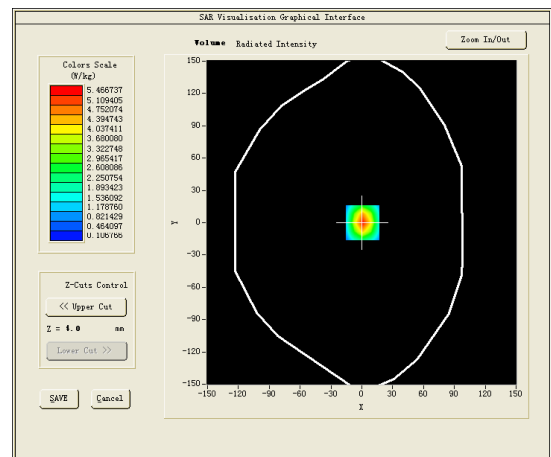 SAR Visualisation Graphical Interface
Volume Radiated Intensity
Zoom In/Out
Colors Scale
(W/kg)
5.466737
5.109405
4.752074
4.394743
4.037411
3.680080
3.322748
2.965417
2.608086
2.250754
1.893423
1.536092
1.178760
0.821429
0.464097
0.106766
Z-Cuts Control
<< Upper Cut
Z = 4.0 mm
Lower Cut >>
SAVE Cancel
150
120
90
60
30
0
-30
-60
-90
-120
-150
Y
-150 -120 -90 -60 -30 0 30 60 90 120 150
X